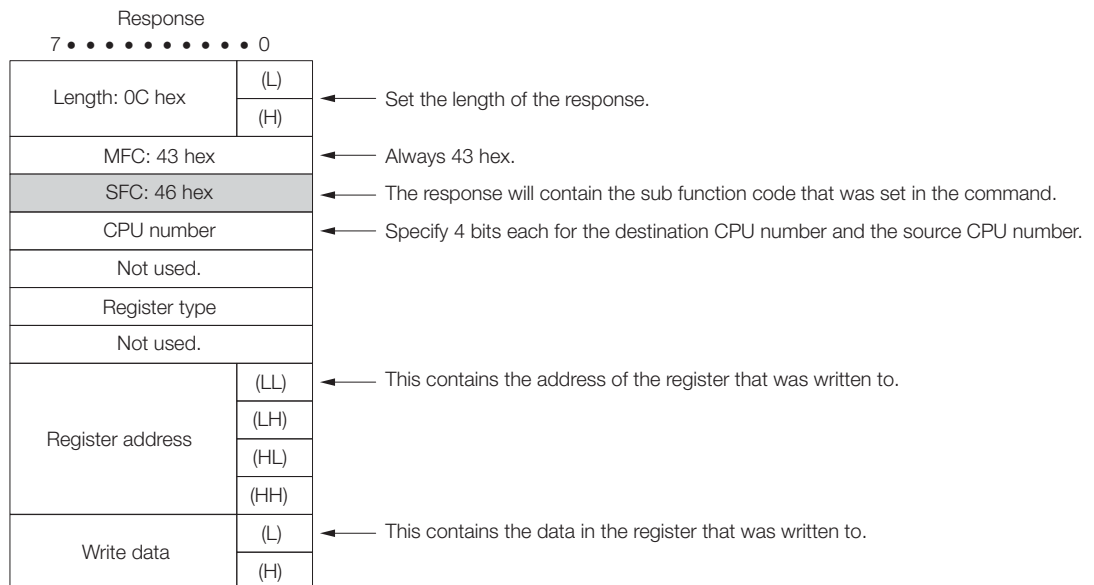 Response
7 • • • • • • • • • • 0
Length: 0C hex
(L)
Set the length of the response.
(H)
MFC: 43 hex
Always 43 hex.
SFC: 46 hex
The response will contain the sub function code that was set in the command.
CPU number
Specify 4 bits each for the destination CPU number and the source CPU number.
Not used.
Register type
Not used.
Register address
(LL)
This contains the address of the register that was written to.
(LH)
(HL)
(HH)
Write data
(L)
This contains the data in the register that was written to.
(H)